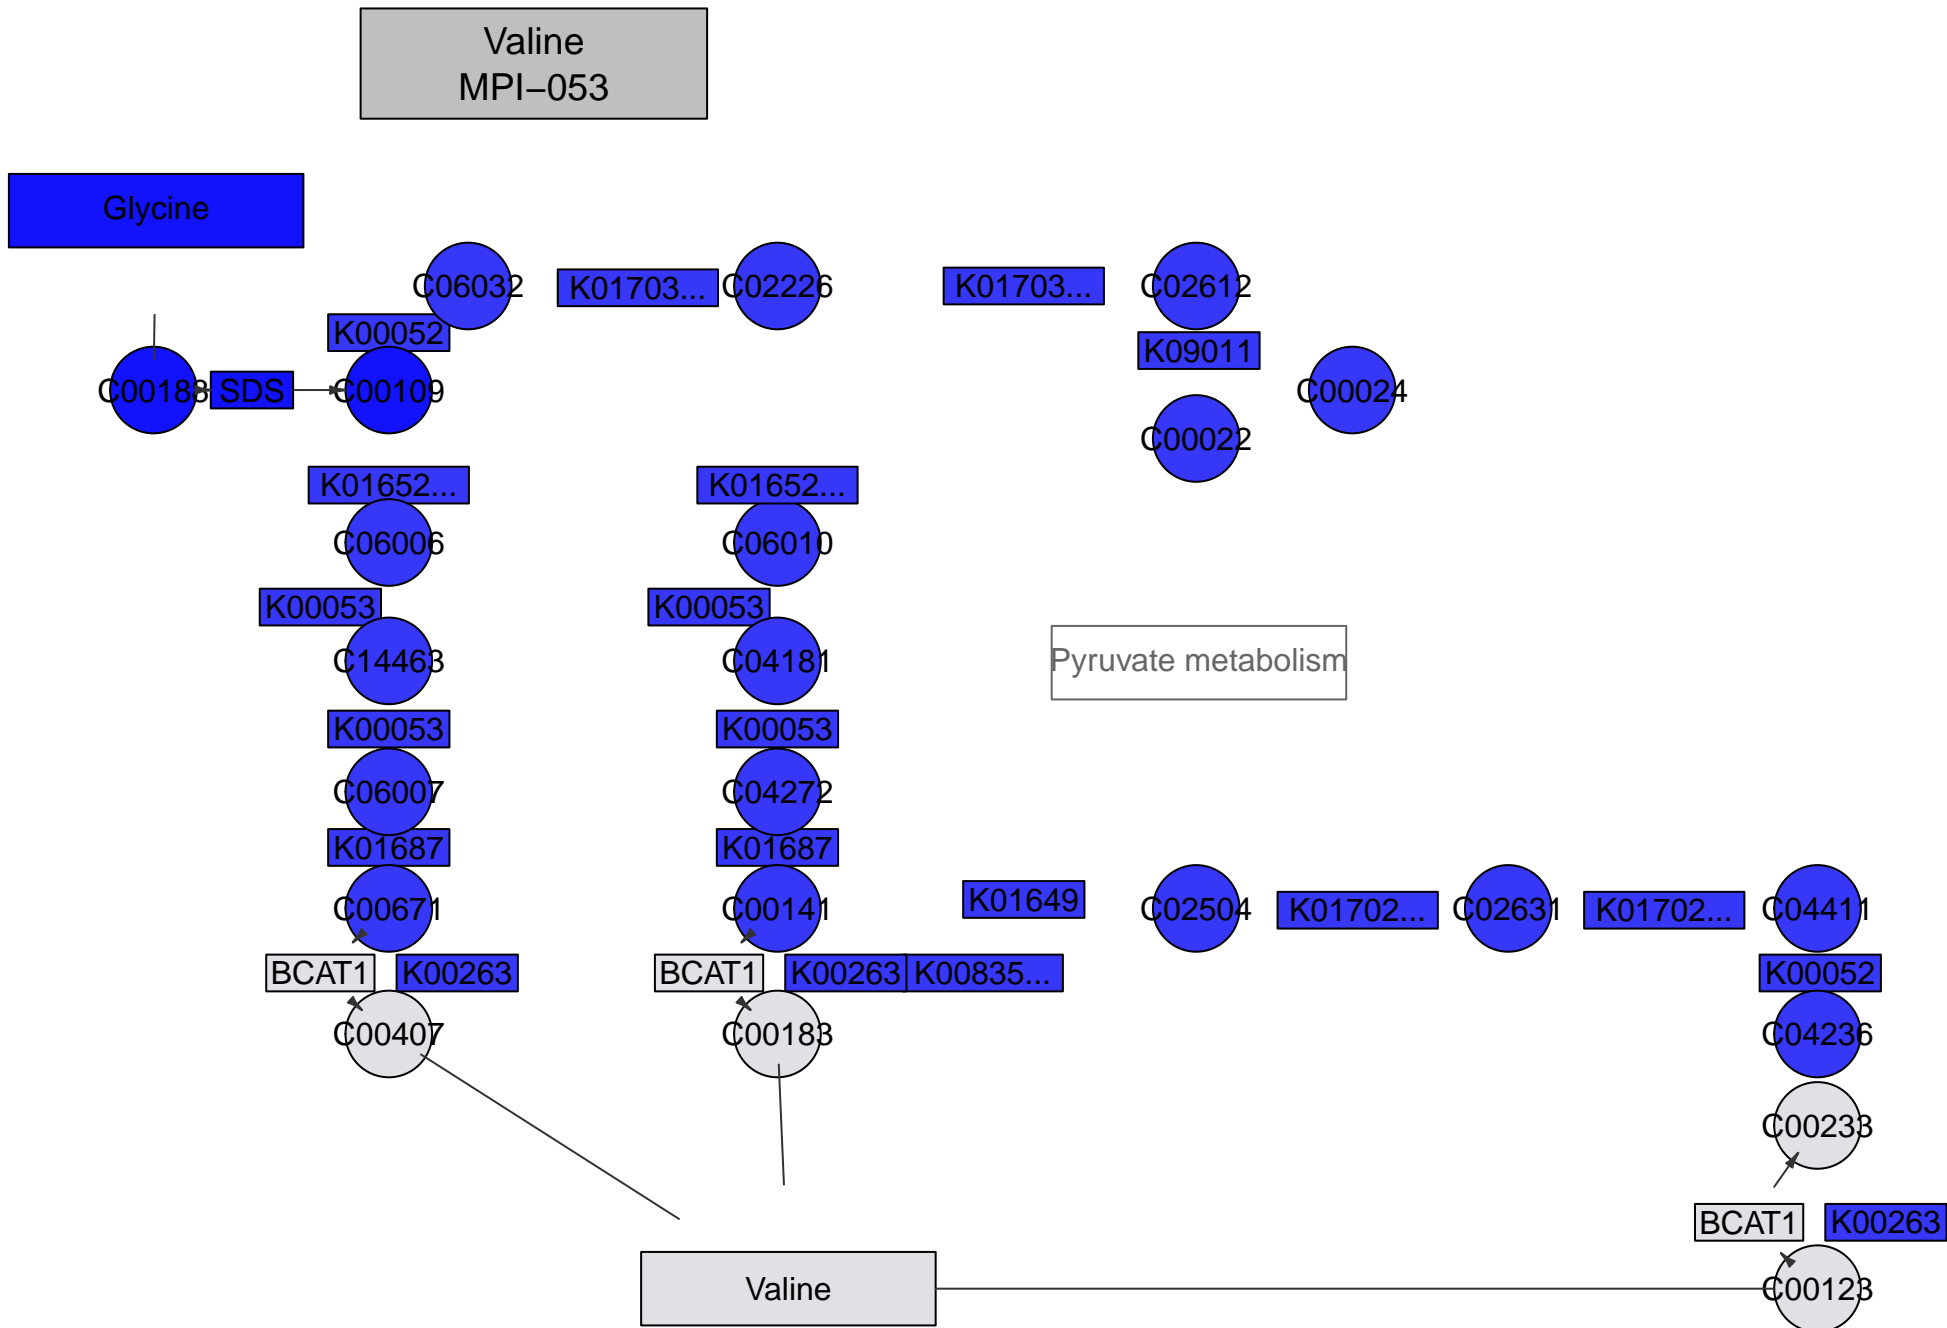 Valine
MPI−053
Glycine
C06032
K01703...
C02226
K01703...
C02612
K00052
K09011
C00188
SDS
C00109
C00024
C00022
K01652...
K01652...
C06006
C06010
K00053
K00053
C14463
C04181
Pyruvate metabolism
K00053
K00053
C06007
C04272
K01687
K01687
C00671
C00141
K01649
C02504
K01702...
C02631
K01702...
C04411
BCAT1
K00263
BCAT1
K00263
K00835...
K00052
C00407
C00183
C04236
C00233
BCAT1
K00263
Valine
C00123